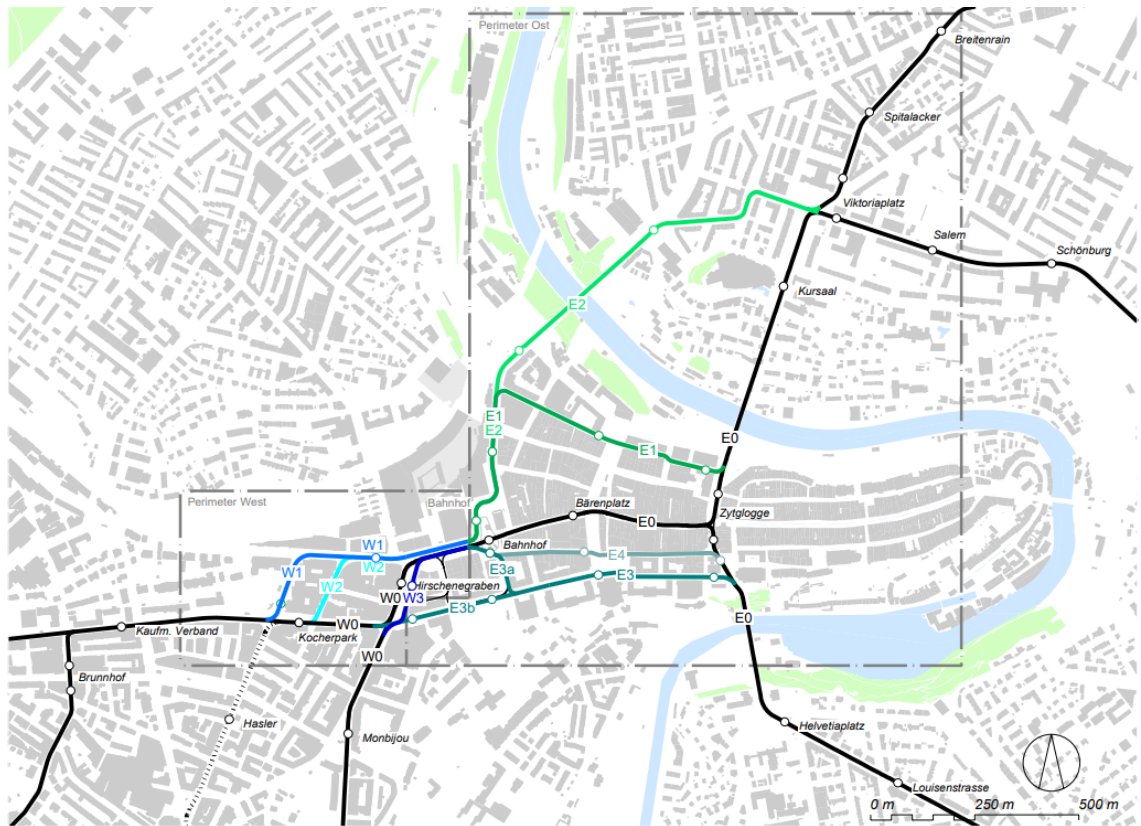 Perimeter Ost
Breitenrain
Spitalacker
Viktoriaplatz
Salem
Schönburg
Kursaal
E2
E1
E2
E1
E0
Perimeter West
Bahnhof
Bärenplatz
Zytglogge
E0
Bahnhof
W1
W2
E4
W1
W2
E3a
Hirschenegraben
E3
W0
W3
E3b
E0
Kaufm. Verband
Kocherpark
W0
W0
Brunnhof
Hasler
Monbijou
Helvetiaplatz
Louisenstrasse
0 m
250 m
500 m